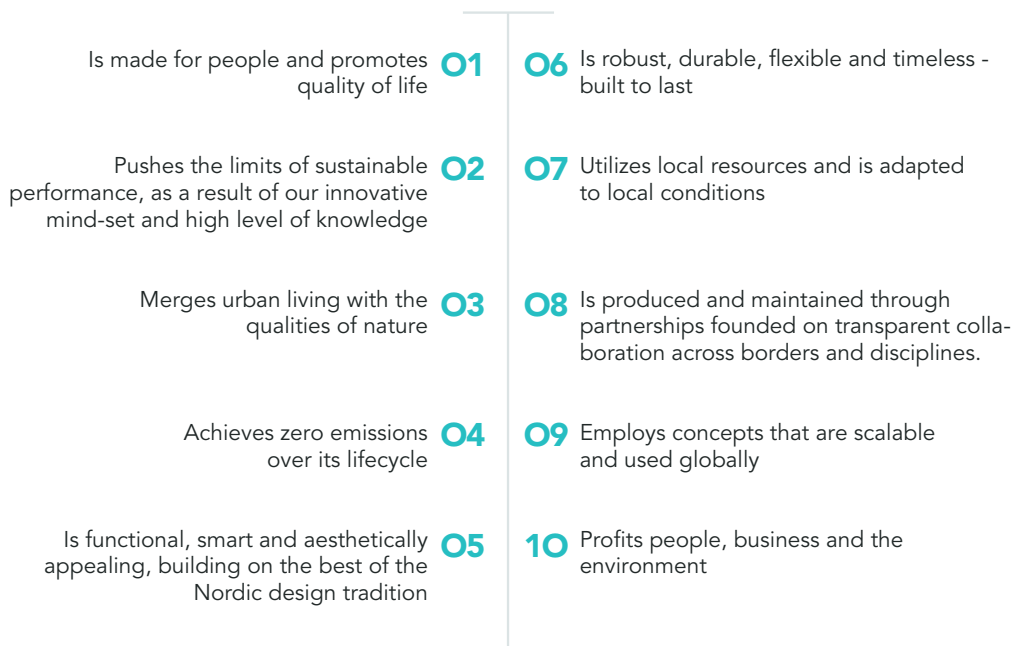 Is made for people and promotes
quality of life
01
Pushes the limits of sustainable
performance, as a result of our innovative
mind-set and high level of knowledge
02
Merges urban living with the
qualities of nature
03
Achieves zero emissions
over its lifecycle
04
Is functional, smart and aesthetically
appealing, building on the best of the
Nordic design tradition
05
06
Is robust, durable, flexible and timeless -
built to last
07
Utilizes local resources and is adapted
to local conditions
08
Is produced and maintained through
partnerships founded on transparent colla-
boration across borders and disciplines.
09
Employs concepts that are scalable
and used globally
10
Profits people, business and the
environment